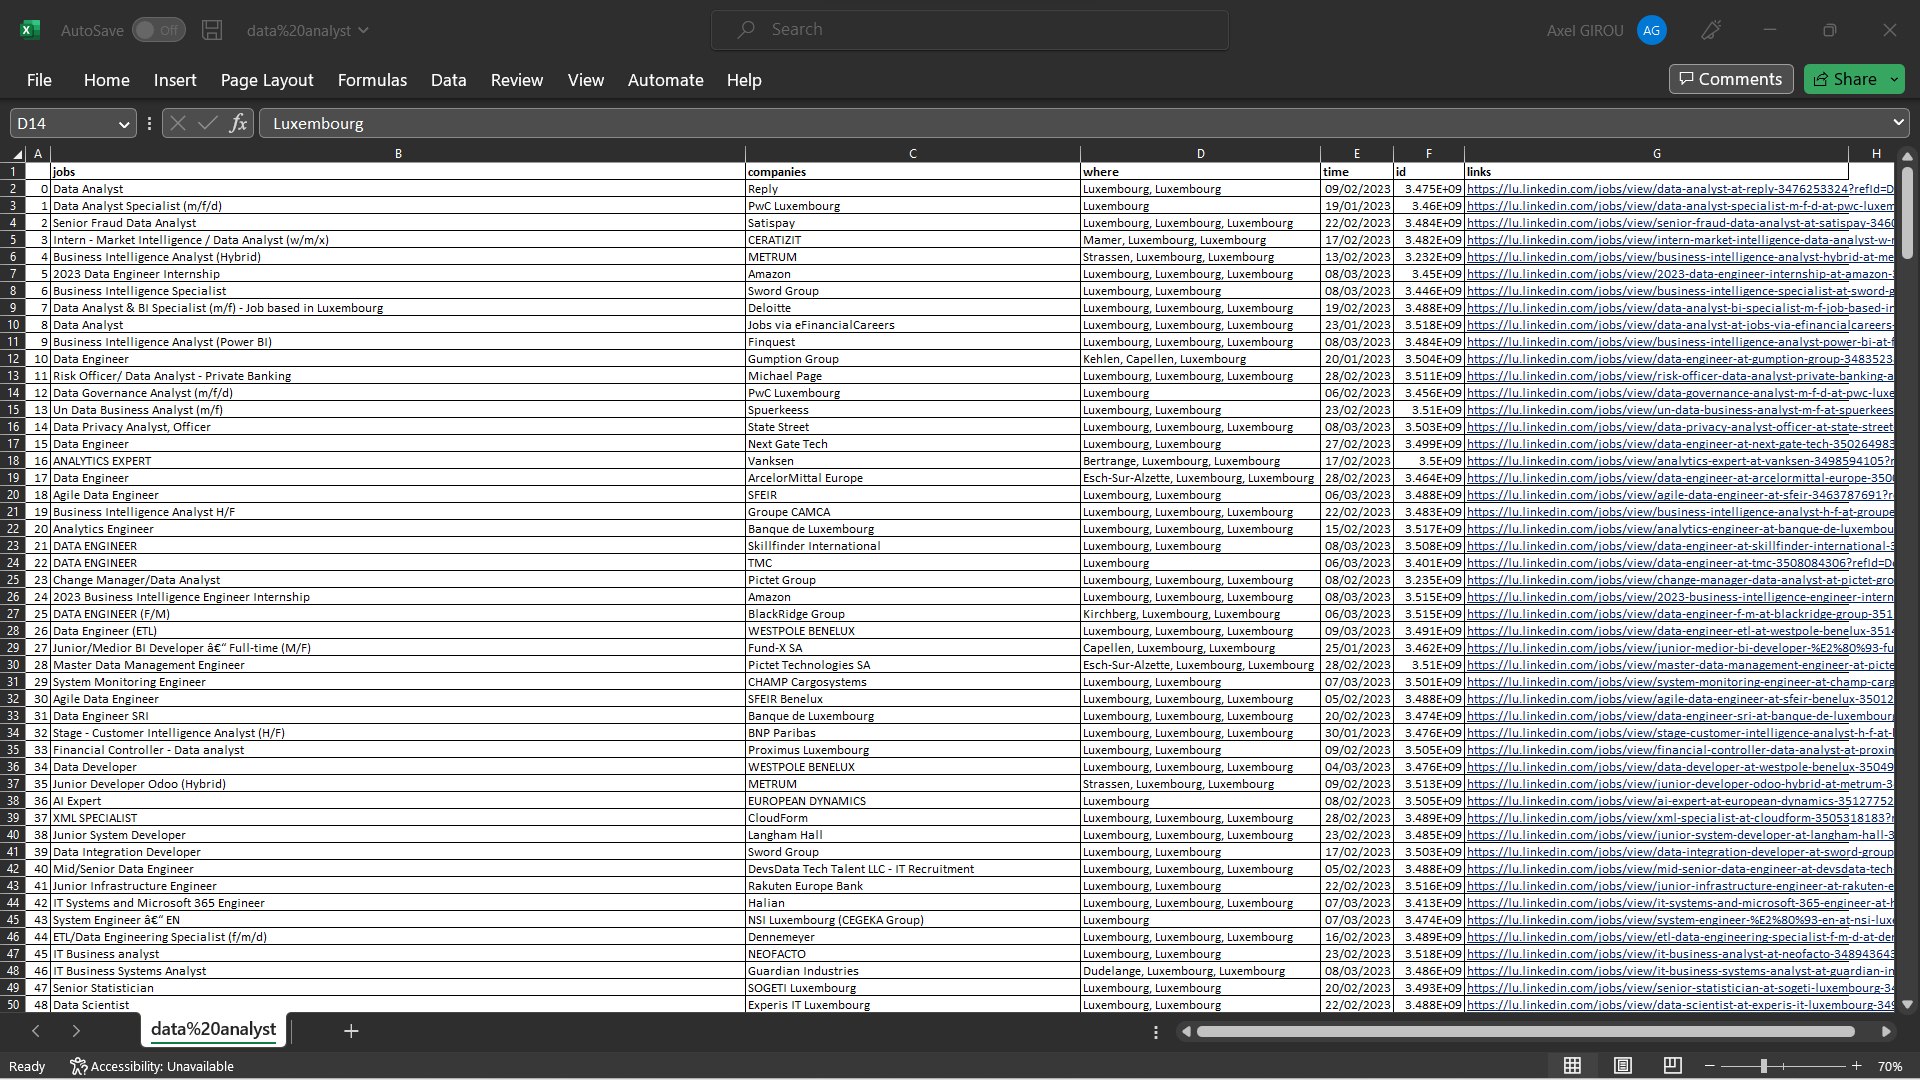 AutoSave Off data%20analyst Search Axel GIROU AG
File Home Insert Page Layout Formulas Data Review View Automate Help Comments Share
D14 fx Luxembourg
A B C D E F G H
1 jobs companies where time id links
2 0 Data Analyst Reply Luxembourg, Luxembourg 09/02/2023 3.475E+09 https://lu.linkedin.com/jobs/view/data-analyst-at-reply-3476253324?refId=D
3 1 Data Analyst Specialist (m/f/d) PwC Luxembourg Luxembourg 19/01/2023 3.46E+09 https://lu.linkedin.com/jobs/view/data-analyst-specialist-m-f-d-at-pwc-luxem
4 2 Senior Fraud Data Analyst Satispay Luxembourg, Luxembourg, Luxembourg 22/02/2023 3.484E+09 https://lu.linkedin.com/jobs/view/senior-fraud-data-analyst-at-satispay-346
5 3 Intern - Market Intelligence / Data Analyst (w/m/x) CERATIZIT Mamer, Luxembourg, Luxembourg 17/02/2023 3.482E+09 https://lu.linkedin.com/jobs/view/intern-market-intelligence-data-analyst-w-
6 4 Business Intelligence Analyst (Hybrid) METRUM Strassen, Luxembourg, Luxembourg 13/02/2023 3.232E+09 https://lu.linkedin.com/jobs/view/business-intelligence-analyst-hybrid-at-me
7 5 2023 Data Engineer Internship Amazon Luxembourg, Luxembourg, Luxembourg 08/03/2023 3.45E+09 https://lu.linkedin.com/jobs/view/2023-data-engineer-internship-at-amazon-
8 6 Business Intelligence Specialist Sword Group Luxembourg, Luxembourg 08/03/2023 3.446E+09 https://lu.linkedin.com/jobs/view/business-intelligence-specialist-at-sword-g
9 7 Data Analyst & BI Specialist (m/f) - Job based in Luxembourg Deloitte Luxembourg, Luxembourg, Luxembourg 19/02/2023 3.488E+09 https://lu.linkedin.com/jobs/view/data-analyst-bi-specialist-m-f-job-based-in
10 8 Data Analyst Jobs via eFinancialCareers Luxembourg, Luxembourg, Luxembourg 23/01/2023 3.518E+09 https://lu.linkedin.com/jobs/view/data-analyst-at-jobs-via-efinancialcareers-
11 9 Business Intelligence Analyst (Power BI) Finquest Luxembourg, Luxembourg, Luxembourg 08/03/2023 3.484E+09 https://lu.linkedin.com/jobs/view/business-intelligence-analyst-power-bi-at-f
12 10 Data Engineer Gumption Group Kehlen, Capellen, Luxembourg 20/01/2023 3.504E+09 https://lu.linkedin.com/jobs/view/data-engineer-at-gumption-group-3483523
13 11 Risk Officer/ Data Analyst - Private Banking Michael Page Luxembourg, Luxembourg, Luxembourg 28/02/2023 3.511E+09 https://lu.linkedin.com/jobs/view/risk-officer-data-analyst-private-banking-a
14 12 Data Governance Analyst (m/f/d) PwC Luxembourg Luxembourg 06/02/2023 3.456E+09 https://lu.linkedin.com/jobs/view/data-governance-analyst-m-f-d-at-pwc-luxe
15 13 Un Data Business Analyst (m/f) Spuerkeess Luxembourg, Luxembourg 23/02/2023 3.51E+09 https://lu.linkedin.com/jobs/view/un-data-business-analyst-m-f-at-spuerkees
16 14 Data Privacy Analyst, Officer State Street Luxembourg, Luxembourg 08/03/2023 3.503E+09 https://lu.linkedin.com/jobs/view/data-privacy-analyst-officer-at-state-street
17 15 Data Engineer Next Gate Tech Luxembourg, Luxembourg 27/02/2023 3.499E+09 https://lu.linkedin.com/jobs/view/data-engineer-at-next-gate-tech-350264983
18 16 ANALYTICS EXPERT Vanksen Bertrange, Luxembourg, Luxembourg 17/02/2023 3.5E+09 https://lu.linkedin.com/jobs/view/analytics-expert-at-vanksen-3498594105?
19 17 Data Engineer ArcelorMittal Europe Esch-Sur-Alzette, Luxembourg, Luxembourg 28/02/2023 3.464E+09 https://lu.linkedin.com/jobs/view/data-engineer-at-arcelormittal-europe-350
20 18 Agile Data Engineer SFEIR Luxembourg, Luxembourg 06/03/2023 3.488E+09 https://lu.linkedin.com/jobs/view/agile-data-engineer-at-sfeir-3463787691?r
21 19 Business Intelligence Analyst H/F Groupe CAMCA Luxembourg, Luxembourg 22/02/2023 3.483E+09 https://lu.linkedin.com/jobs/view/business-intelligence-analyst-h-f-at-groupe
22 20 Analytics Engineer Banque de Luxembourg Luxembourg, Luxembourg 15/02/2023 3.517E+09 https://lu.linkedin.com/jobs/view/analytics-engineer-at-banque-de-luxembou
23 21 DATA ENGINEER Skillfinder International Luxembourg, Luxembourg 08/03/2023 3.508E+09 https://lu.linkedin.com/jobs/view/data-engineer-at-skillfinder-international-
24 22 DATA ENGINEER TMC Luxembourg 06/03/2023 3.401E+09 https://lu.linkedin.com/jobs/view/data-engineer-at-tmc-3508084306?refId=D
25 23 Change Manager/Data Analyst Pictet Group Luxembourg, Luxembourg, Luxembourg 08/02/2023 3.235E+09 https://lu.linkedin.com/jobs/view/change-manager-data-analyst-at-pictet-gro
26 24 2023 Business Intelligence Engineer Internship Amazon Luxembourg, Luxembourg, Luxembourg 08/03/2023 3.515E+09 https://lu.linkedin.com/jobs/view/2023-business-intelligence-engineer-intern
27 25 DATA ENGINEER (F/M) BlackRidge Group Kirchberg, Luxembourg, Luxembourg 06/03/2023 3.515E+09 https://lu.linkedin.com/jobs/view/data-engineer-f-m-at-blackridge-group-351
28 26 Data Engineer (ETL) WESTPOLE BENELUX Luxembourg, Luxembourg, Luxembourg 09/03/2023 3.491E+09 https://lu.linkedin.com/jobs/view/data-engineer-etl-at-westpole-benelux-351
29 27 Junior/Medior BI Developer â€“ Full-time (M/F) Fund-X SA Capellen, Luxembourg, Luxembourg 25/01/2023 3.462E+09 https://lu.linkedin.com/jobs/view/junior-medior-bi-developer-%E2%80%93-fu
30 28 Master Data Management Engineer Pictet Technologies SA Esch-Sur-Alzette, Luxembourg, Luxembourg 28/02/2023 3.51E+09 https://lu.linkedin.com/jobs/view/master-data-management-engineer-at-picte
31 29 System Monitoring Engineer CHAMP Cargosystems Luxembourg, Luxembourg 07/03/2023 3.501E+09 https://lu.linkedin.com/jobs/view/system-monitoring-engineer-at-champ-carg
32 30 Agile Data Engineer SFEIR Benelux Luxembourg, Luxembourg, Luxembourg 05/02/2023 3.488E+09 https://lu.linkedin.com/jobs/view/agile-data-engineer-at-sfeir-benelux-35012
33 31 Data Engineer SRI Banque de Luxembourg Luxembourg, Luxembourg, Luxembourg 20/02/2023 3.474E+09 https://lu.linkedin.com/jobs/view/data-engineer-sri-at-banque-de-luxembourg
34 32 Stage - Customer Intelligence Analyst (H/F) BNP Paribas Luxembourg, Luxembourg, Luxembourg 30/01/2023 3.476E+09 https://lu.linkedin.com/jobs/view/stage-customer-intelligence-analyst-h-f-at-
35 33 Financial Controller - Data analyst Proximus Luxembourg Luxembourg, Luxembourg 09/02/2023 3.505E+09 https://lu.linkedin.com/jobs/view/financial-controller-data-analyst-at-proxim
36 34 Data Developer WESTPOLE BENELUX Luxembourg, Luxembourg, Luxembourg 04/03/2023 3.476E+09 https://lu.linkedin.com/jobs/view/data-developer-at-westpole-benelux-35049
37 35 Junior Developer Odoo (Hybrid) METRUM Strassen, Luxembourg, Luxembourg 09/02/2023 3.513E+09 https://lu.linkedin.com/jobs/view/junior-developer-odoo-hybrid-at-metrum-3
38 36 AI Expert EUROPEAN DYNAMICS Luxembourg 08/02/2023 3.505E+09 https://lu.linkedin.com/jobs/view/ai-expert-at-european-dynamics-35127752
39 37 XML SPECIALIST CloudForm Luxembourg, Luxembourg, Luxembourg 28/02/2023 3.489E+09 https://lu.linkedin.com/jobs/view/xml-specialist-at-cloudform-3505318183?
40 38 Junior System Developer Langham Hall Luxembourg, Luxembourg, Luxembourg 23/02/2023 3.485E+09 https://lu.linkedin.com/jobs/view/junior-system-developer-at-langham-hall-3
41 39 Data Integration Developer Sword Group Luxembourg, Luxembourg 17/02/2023 3.503E+09 https://lu.linkedin.com/jobs/view/data-integration-developer-at-sword-group
42 40 Mid/Senior Data Engineer DevsData Tech Talent LLC - IT Recruitment Luxembourg, Luxembourg 05/02/2023 3.488E+09 https://lu.linkedin.com/jobs/view/mid-senior-data-engineer-at-devsdata-tech-
43 41 Junior Infrastructure Engineer Rakuten Europe Bank Luxembourg, Luxembourg 22/02/2023 3.516E+09 https://lu.linkedin.com/jobs/view/junior-infrastructure-engineer-at-rakuten-e
44 42 IT Systems and Microsoft 365 Engineer Halian Luxembourg, Luxembourg 07/03/2023 3.413E+09 https://lu.linkedin.com/jobs/view/it-systems-and-microsoft-365-engineer-at-h
45 43 System Engineer â€“ EN NSI Luxembourg (CEGEKA Group) Luxembourg 07/03/2023 3.474E+09 https://lu.linkedin.com/jobs/view/system-engineer-%E2%80%93-en-at-nsi-lux
46 44 ETL/Data Engineering Specialist (f/m/d) Dennemeyer Luxembourg, Luxembourg, Luxembourg 16/02/2023 3.489E+09 https://lu.linkedin.com/jobs/view/etl-data-engineering-specialist-f-m-d-at-de
47 45 IT Business analyst NEOFACTO Luxembourg, Luxembourg 23/02/2023 3.518E+09 https://lu.linkedin.com/jobs/view/it-business-analyst-at-neofacto-348943643
48 46 IT Business Systems Analyst Guardian Industries Dudelange, Luxembourg, Luxembourg 08/03/2023 3.486E+09 https://lu.linkedin.com/jobs/view/it-business-systems-analyst-at-guardian-in
49 47 Senior Statistician SOGETI Luxembourg Luxembourg, Luxembourg 20/02/2023 3.493E+09 https://lu.linkedin.com/jobs/view/senior-statistician-at-sogeti-luxembourg-34
50 48 Data Scientist Experis IT Luxembourg Luxembourg, Luxembourg 22/02/2023 3.488E+09 https://lu.linkedin.com/jobs/view/data-scientist-at-experis-it-luxembourg-349
data%20analyst
Ready Accessibility: Unavailable 70%